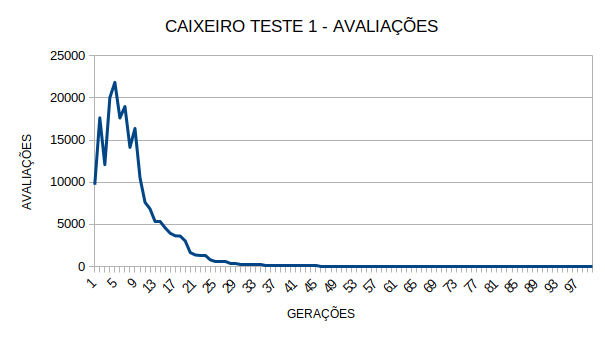 CAIXEIRO TESTE 1 - AVALIAÇÕES
AVALIAÇÕES
25000
20000
15000
10000
5000
0
1 5 9 13 17 21 25 29 33 37 41 45 49 53 57 61 65 69 73 77 81 85 89 93 97
GERAÇÕES